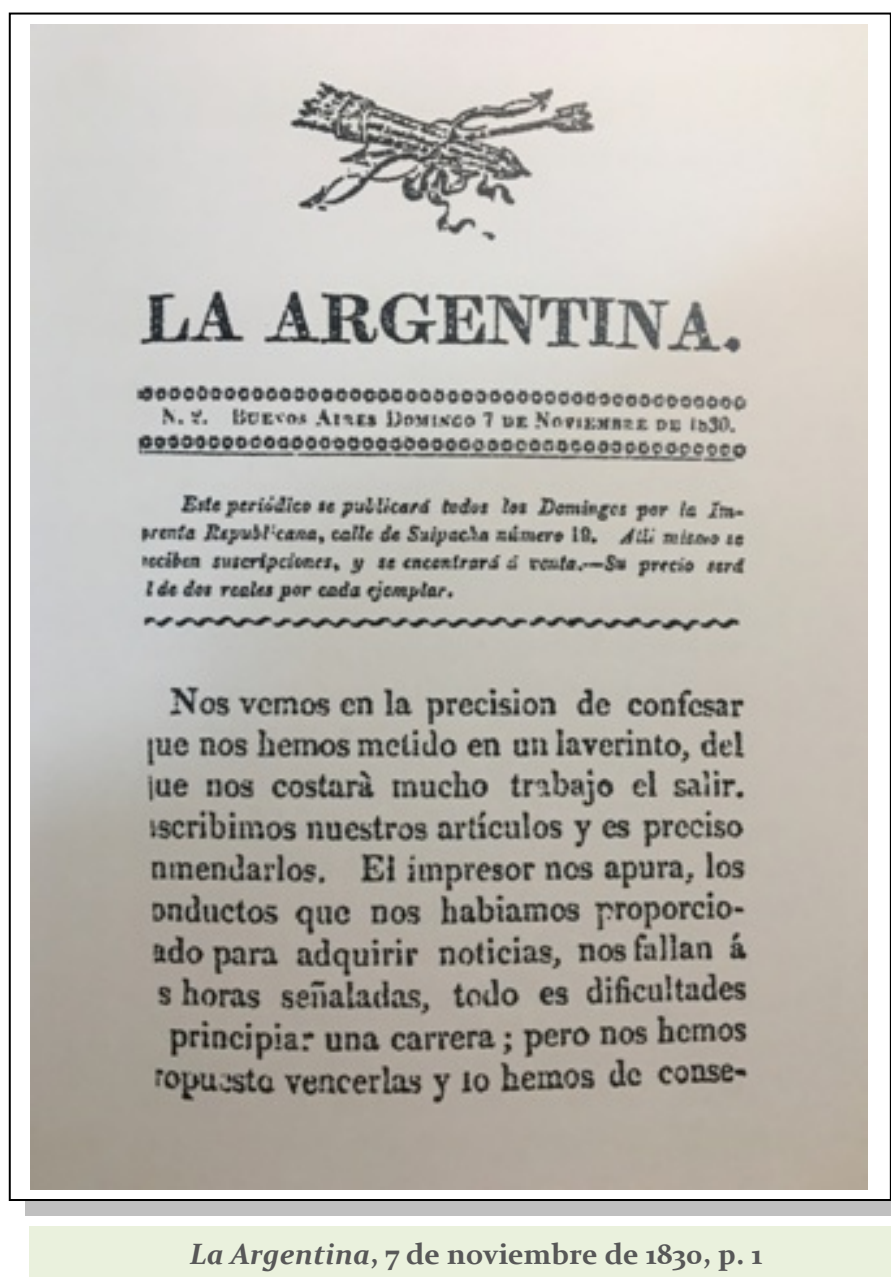 LA ARGENTINA.
N. 2. BUENOS AIRES DOMINGO 7 DE NOVIEMBRE DE 1830.
Este periódico se publicará todos los Domingos por la Im-
prenta Republicana, calle de Suipacha número 19. Alli mismo se
reciben suscripciones, y se encontrará á venta.—Su precio será
l de dos reales por cada ejemplar.
Nos vemos en la precision de confesar
que nos hemos metido en un laverinto, del
que nos costarà mucho trabajo el salir.
scribimos nuestros artículos y es preciso
nmendarlos. El impresor nos apura, los
onductos que nos habiamos proporcio-
ado para adquirir noticias, nos fallan á
s horas señaladas, todo es dificultades
principiar una carrera ; pero nos hemos
ropuesto vencerlas y lo hemos de conse-
La Argentina, 7 de noviembre de 1830, p. 1